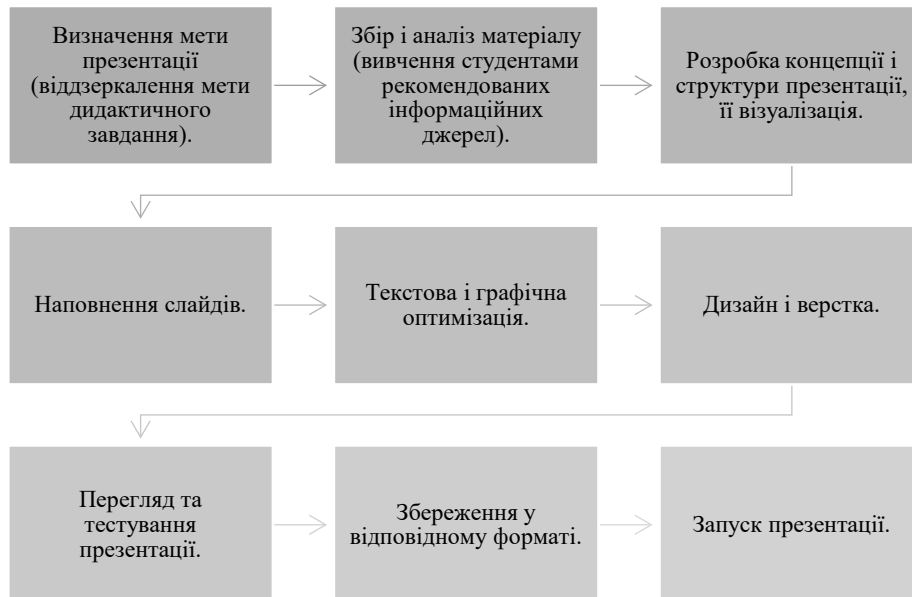 Визначення мети
презентації
(віддзеркалення мети
дидактичного
завдання).
Збір і аналіз матеріалу
(вивчення студентами
рекомендованих
інформаційних
джерел).
Розробка концепції і
структури презентації,
її візуалізація.
Наповнення слайдів.
Текстова і графічна
оптимізація.
Дизайн і верстка.
Перегляд та
тестування
презентації.
Збереження у
відповідному форматі.
Запуск презентації.